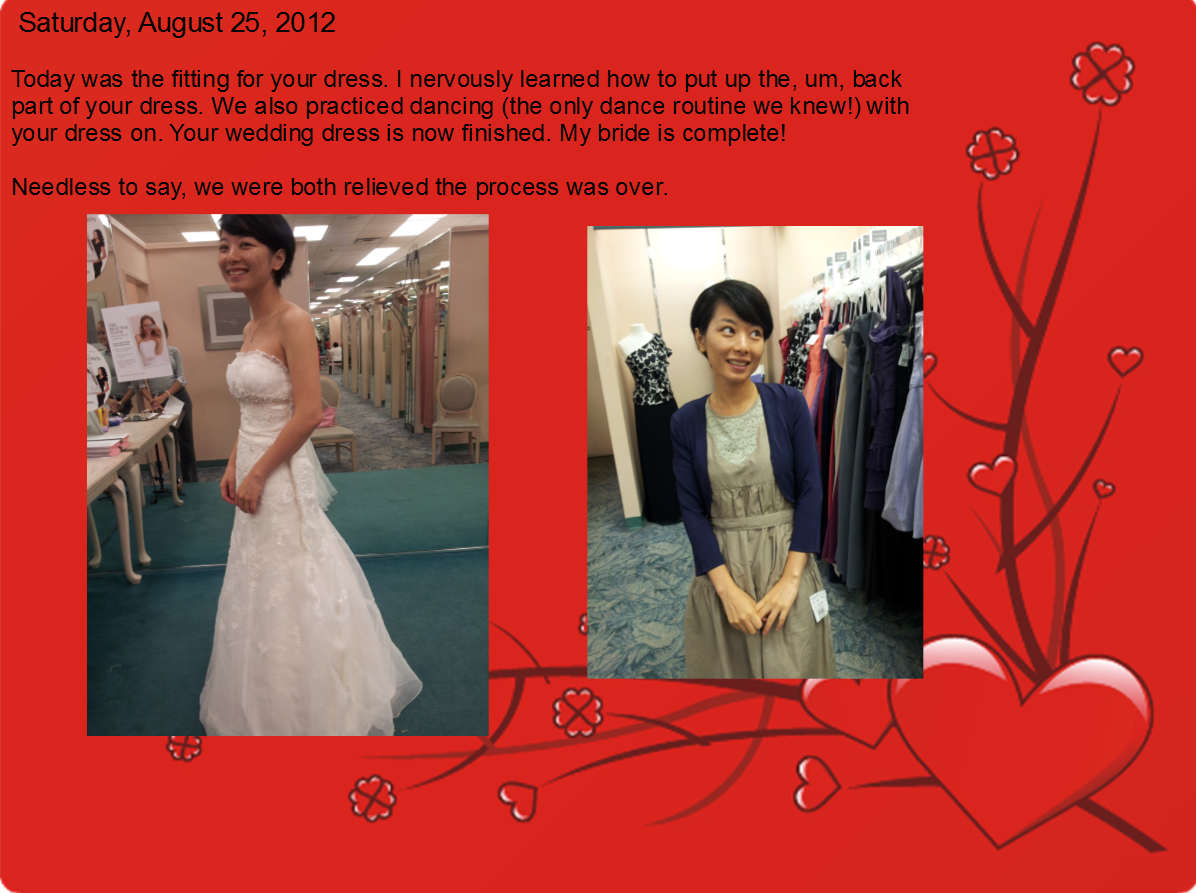 Saturday, August 25, 2012
Today was the fitting for your dress. I nervously learned how to put up the, um, back
part of your dress. We also practiced dancing (the only dance routine we knew!) with
your dress on. Your wedding dress is now finished. My bride is complete!
Needless to say, we were both relieved the process was over.